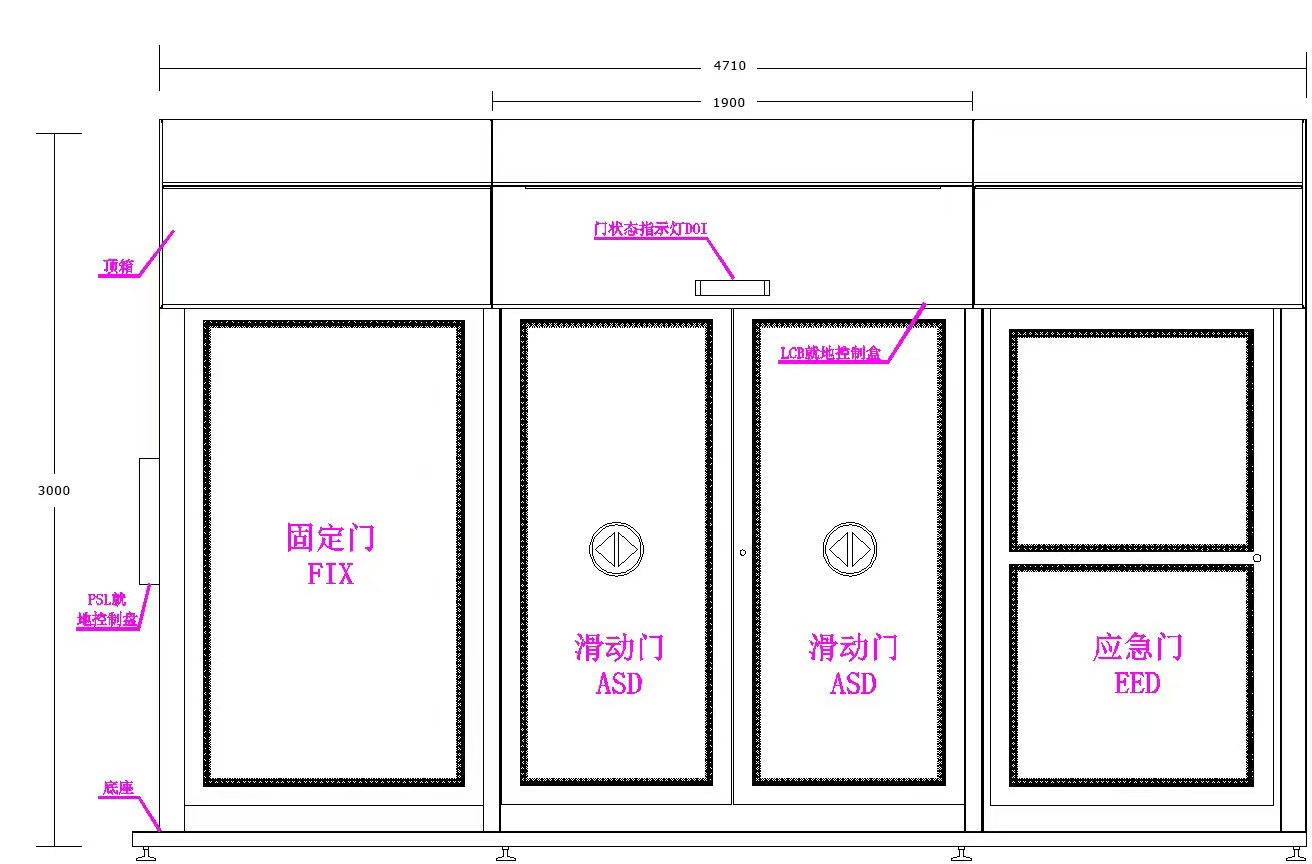 4710
1900
门状态指示灯DOI
顶箱
LCB就地控制盒
3000
固定门
FIX
PSL就
地控制盘
滑动门
ASD
滑动门
ASD
应急门
EED
底座